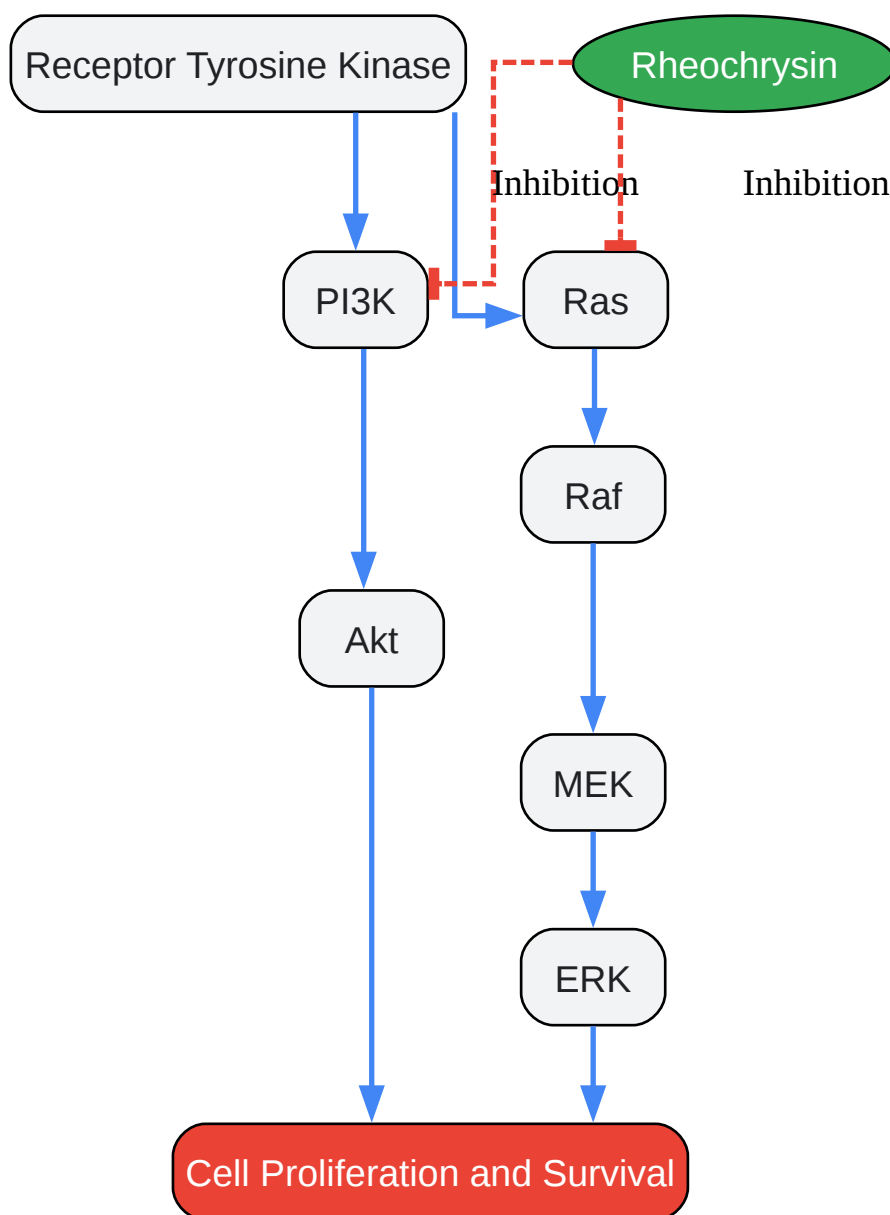 Receptor Tyrosine Kinase
Rheochrysin
Inhibition
Inhibition
PI3K
Ras
Raf
Akt
MEK
ERK
Cell Proliferation and Survival